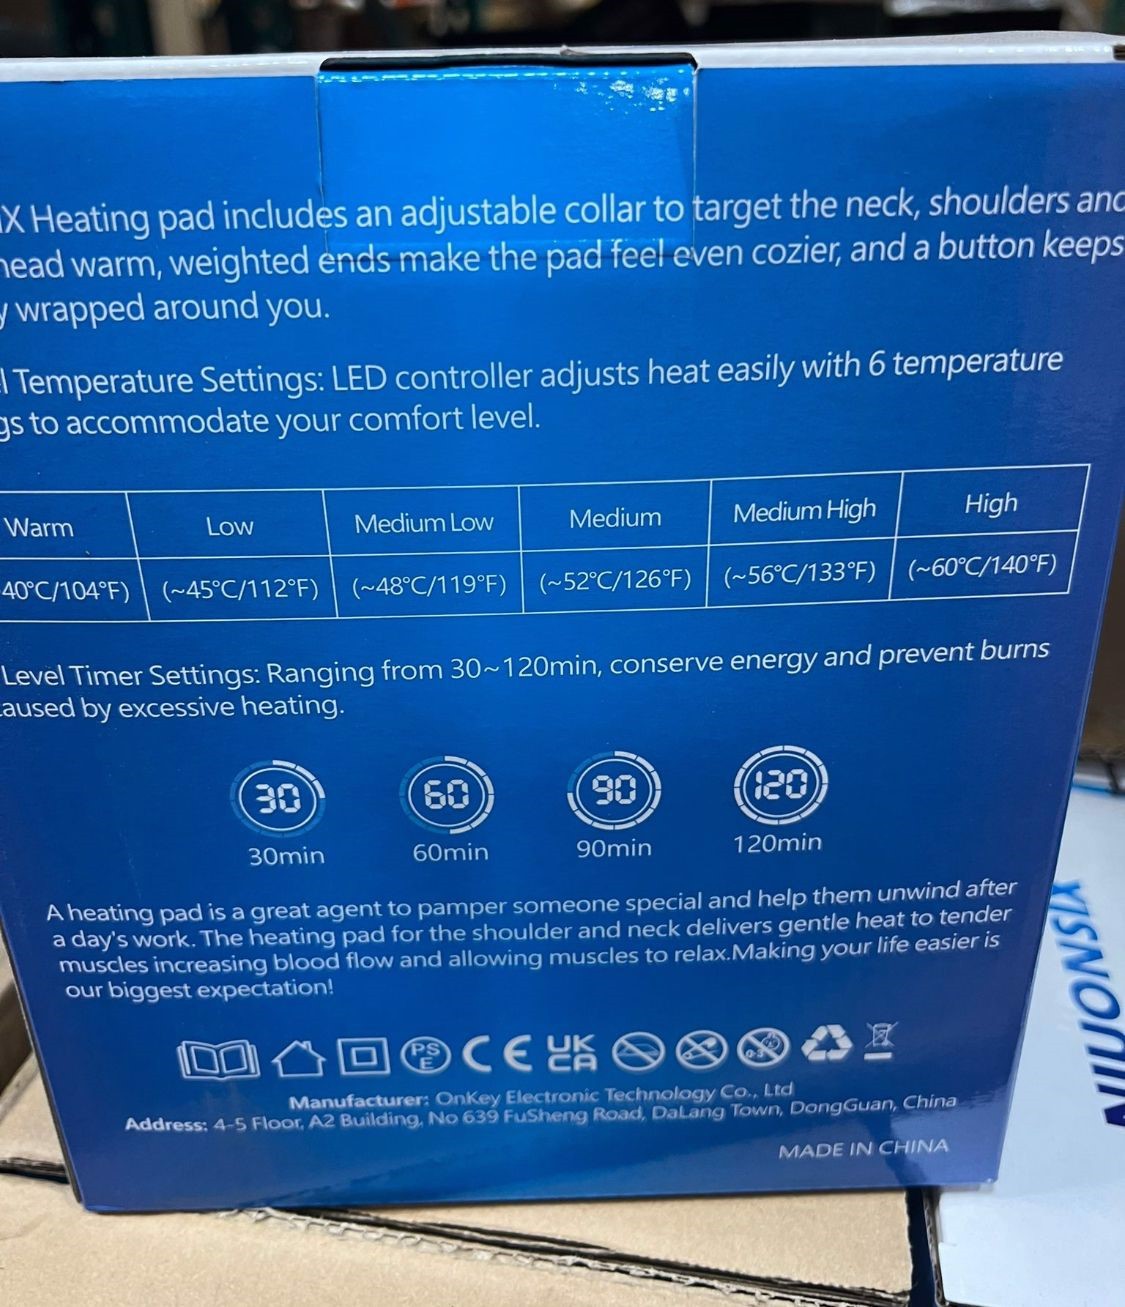 X Heating pad includes an adjustable collar to target the neck, shoulders and
head warm, weighted ends make the pad feel even cozier, and a button keeps
y wrapped around you.
l Temperature Settings: LED controller adjusts heat easily with 6 temperature
gs to accommodate your comfort level.
Warm Low Medium Low Medium Medium High High
40°C/104°F) (~45°C/112°F) (~48°C/119°F) (~52°C/126°F) (~56°C/133°F) (~60°C/140°F)
Level Timer Settings: Ranging from 30~120min, conserve energy and prevent burns
caused by excessive heating.
30 60 90 120
30min 60min 90min 120min
A heating pad is a great agent to pamper someone special and help them unwind after
a day's work. The heating pad for the shoulder and neck delivers gentle heat to tender
muscles increasing blood flow and allowing muscles to relax.Making your life easier is
our biggest expectation!
PS E CE UK CA 0-3
Manufacturer: OnKey Electronic Technology Co., Ltd
Address: 4-5 Floor, A2 Building, No 639 FuSheng Road, DaLang Town, DongGuan, China
MADE IN CHINA
NIUONSIX